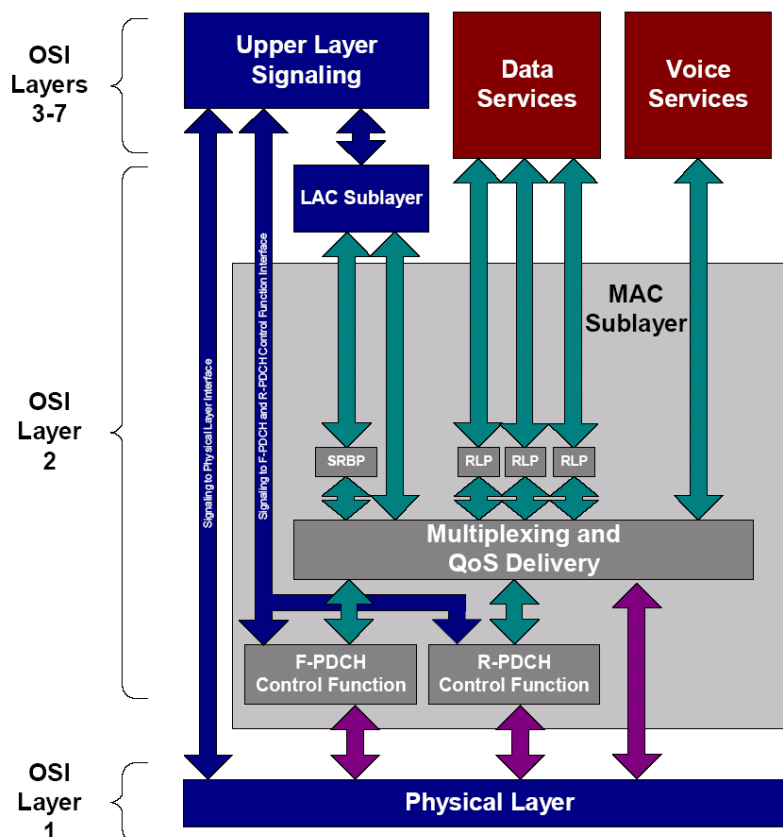 OSI
Layers
3-7
Upper Layer
Signaling
Data
Services
Voice
Services
LAC Sublayer
MAC
Sublayer
OSI
Layer
2
Signaling to Physical Layer Interface
Signaling to F-PDCH and R-PDCH Control Function Interface
SRBP
RLP
RLP
RLP
Multiplexing and
QoS Delivery
F-PDCH
Control Function
R-PDCH
Control Function
OSI
Layer
1
Physical Layer